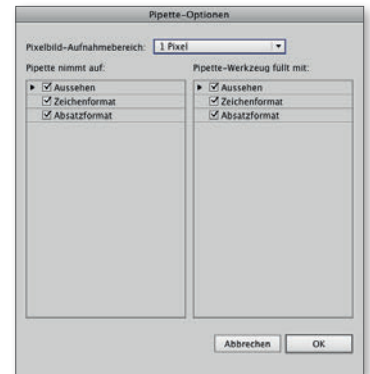 Pipette-Optionen
Pixelbild-Aufnahmebereich: 1 Pixel
Pipette nimmt auf:
Aussehen
Zeichenformat
Absatzformat
Pipette-Werkzeug füllt mit:
Aussehen
Zeichenformat
Absatzformat
Abbrechen OK